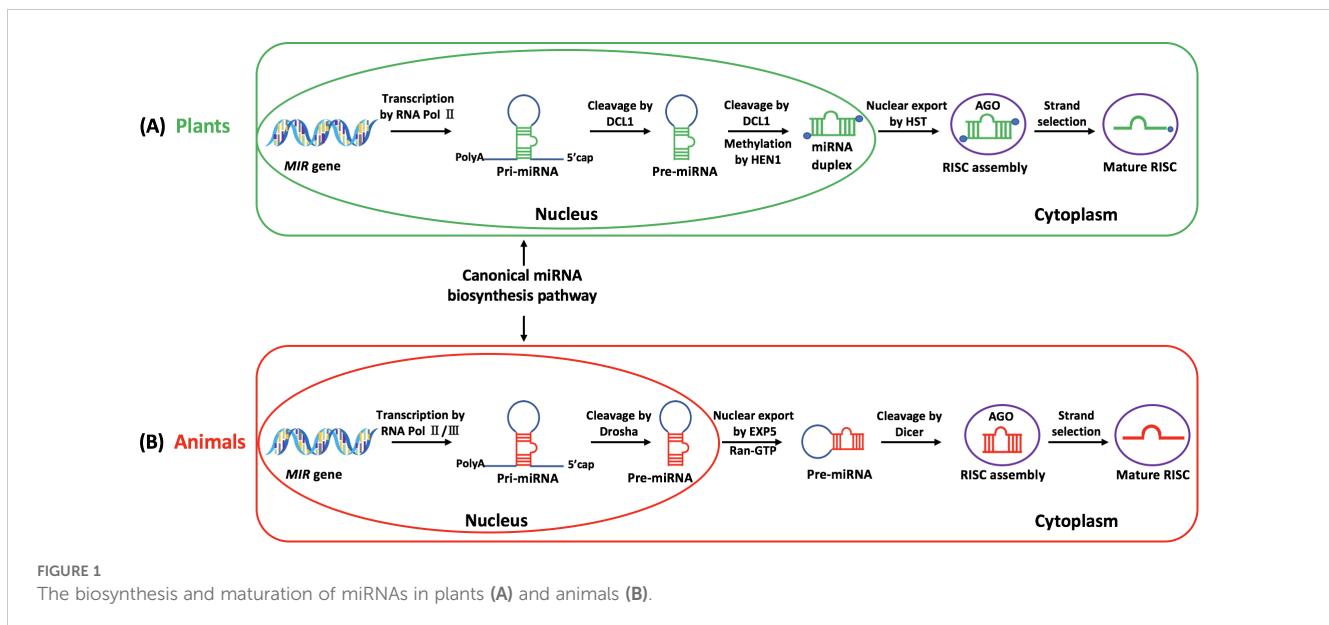 (A) Plants
Transcription
by RNA Pol Ⅱ
Cleavage by
DCL1
Cleavage by
DCL1
Methylation
by HEN1
Nuclear export
by HST
AGO
Strand
selection
MIR gene
PolyA
5'cap
Pri-miRNA
Pre-miRNA
miRNA
duplex
RISC assembly
Mature RISC
Nucleus
Cytoplasm
Canonical miRNA
biosynthesis pathway
(B) Animals
Transcription by
RNA Pol Ⅱ/Ⅲ
Cleavage by
Drosha
Nuclear export
by EXP5
Ran-GTP
Cleavage by
Dicer
AGO
Strand
selection
MIR gene
PolyA
5'cap
Pri-miRNA
Pre-miRNA
Pre-miRNA
RISC assembly
Mature RISC
Nucleus
Cytoplasm
FIGURE 1
The biosynthesis and maturation of miRNAs in plants (A) and animals (B).